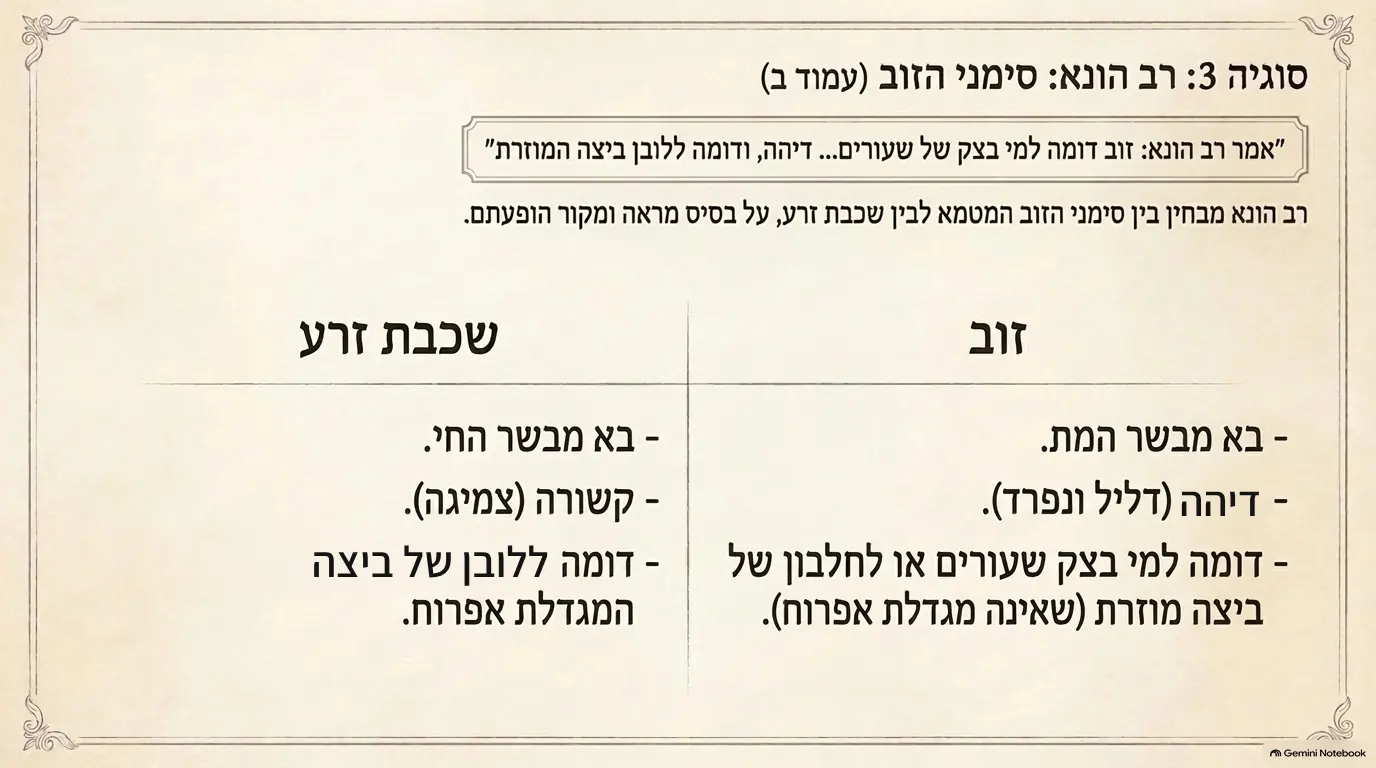 סוגיה 3: רב הונא: סימני הזוב (עמוד ב)
"אמר רב הונא: זוב דומה למי בצק של שעורים... דיהה, ודומה ללובן ביצה המוזרת"
רב הונא מבחין בין סימני הזוב המטמא לבין שכבת זרע, על בסיס מראה ומקור הופעתם.
זוב
- בא מבשר המת.
- דיהה (דליל ונפרד).
- דומה למי בצק שעורים או לחלבון של
ביצה מוזרת (שאינה מגדלת אפרוח).
שכבת זרע
- בא מבשר החי.
- קשורה (צמיגה).
- דומה ללובן של ביצה
המגדלת אפרוח.
Gemini Notebook